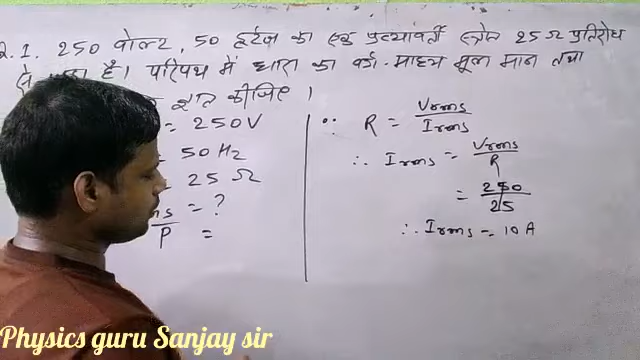 Q.1. 250 वोल्ट, 50 हर्टज का एक प्रत्यावर्ती स्त्रोत 25 Ω प्रतिरोध
से है। परिपथ में धारा का वर्ग-माध्य मूल मान तथा
ज्ञात कीजिए।
= 250V
= 50 Hz
= 25 Ω
= ?
P =
∵ R = Vrms / Irms
∴ Irms = Vrms / R
= 250 / 25
∴ Irms = 10 A
Physics guru Sanjay sir